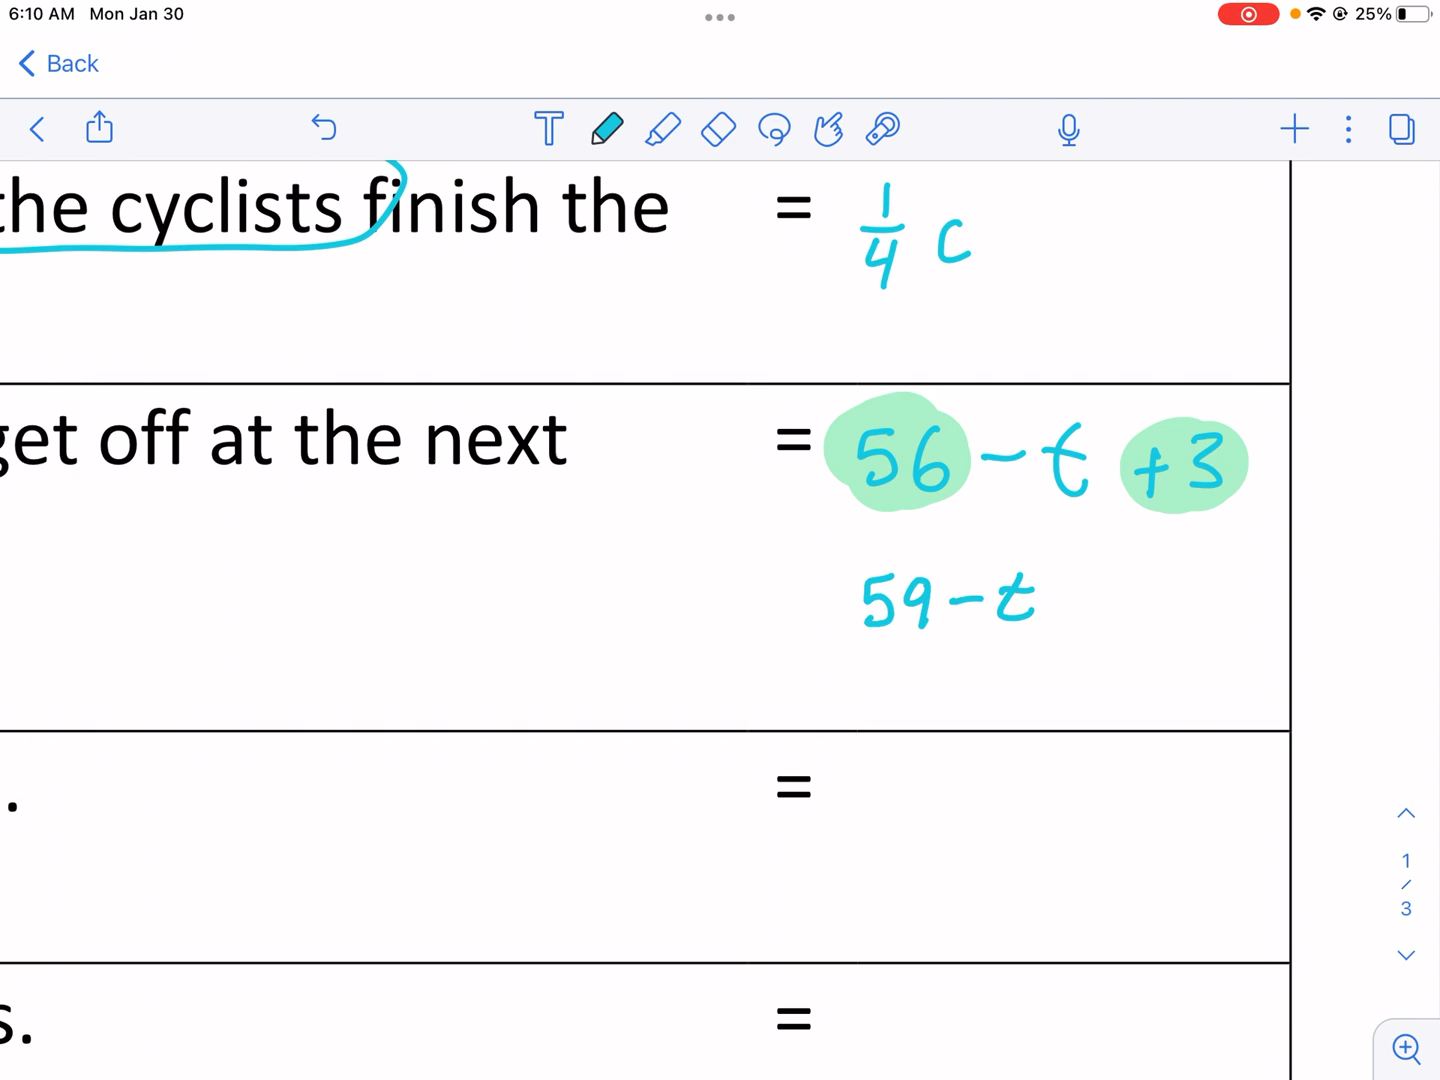 6:10 AM Mon Jan 30
25%
Back
the cyclists finish the = 1/4 c
get off at the next = 56 - t + 3
59 - t
. =
1
/
3
s. =